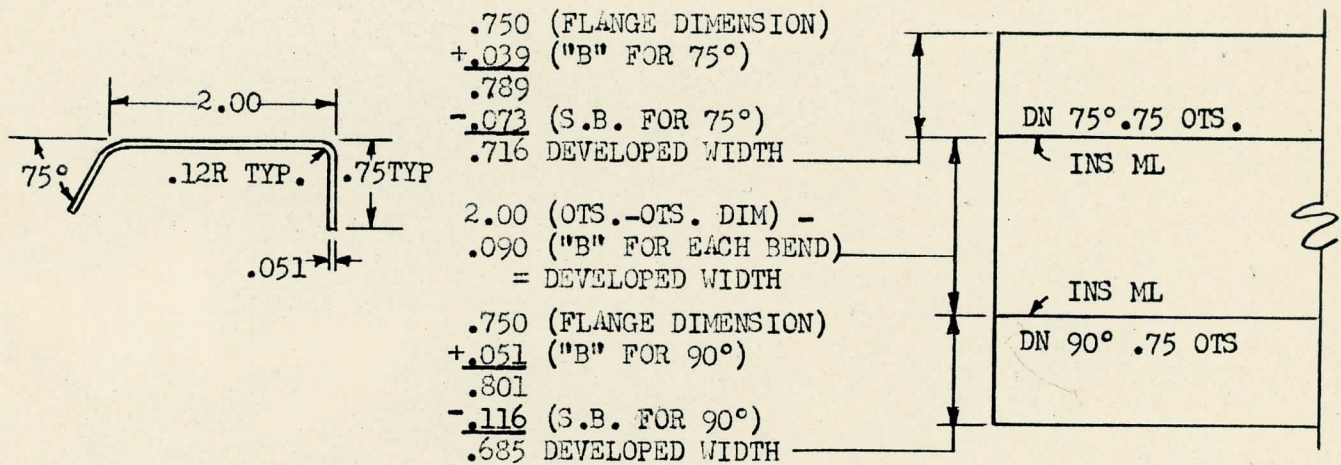 2.00
75°
.12R TYP.
.75TYP
.051
.750 (FLANGE DIMENSION)
+.039 ("B" FOR 75°)
.789
-.073 (S.B. FOR 75°)
.716 DEVELOPED WIDTH
2.00 (OTS.-OTS. DIM) -
.090 ("B" FOR EACH BEND)
= DEVELOPED WIDTH
.750 (FLANGE DIMENSION)
+.051 ("B" FOR 90°)
.801
-.116 (S.B. FOR 90°)
.685 DEVELOPED WIDTH
DN 75°.75 OTS.
INS ML
INS ML
DN 90° .75 OTS